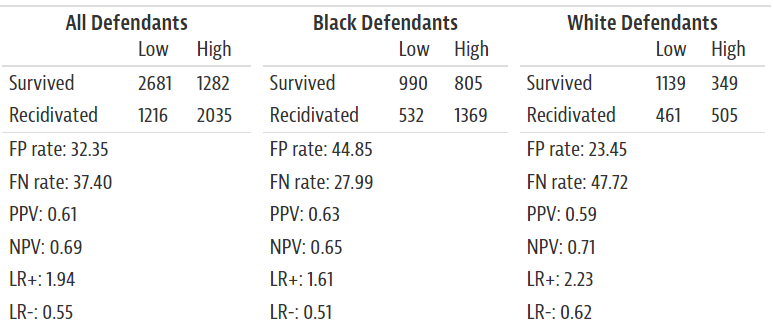 All Defendants Black Defendants White Defendants
Low High Low High Low High
Survived 2681 1282 Survived 990 805 Survived 1139 349
Recidivated 1216 2035 Recidivated 532 1369 Recidivated 461 505
FP rate: 32.35 FP rate: 44.85 FP rate: 23.45
FN rate: 37.40 FN rate: 27.99 FN rate: 47.72
PPV: 0.61 PPV: 0.63 PPV: 0.59
NPV: 0.69 NPV: 0.65 NPV: 0.71
LR+: 1.94 LR+: 1.61 LR+: 2.23
LR-: 0.55 LR-: 0.51 LR-: 0.62